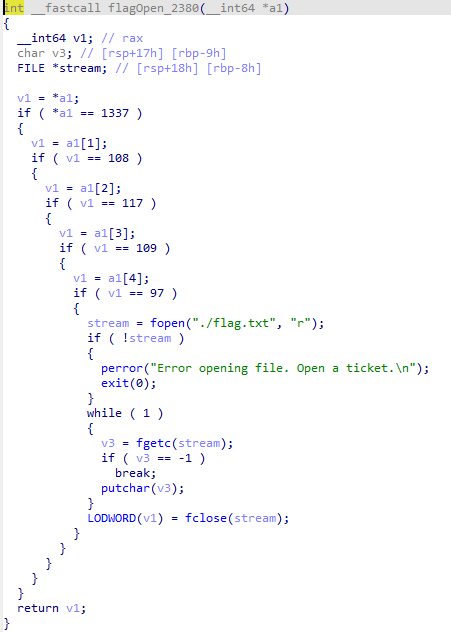 int __fastcall flagOpen_2380(__int64 *a1)
{
  __int64 v1; // rax
  char v3; // [rsp+17h] [rbp-9h]
  FILE *stream; // [rsp+18h] [rbp-8h]

  v1 = *a1;
  if ( *a1 == 1337 )
  {
    v1 = a1[1];
    if ( v1 == 108 )
    {
      v1 = a1[2];
      if ( v1 == 117 )
      {
        v1 = a1[3];
        if ( v1 == 109 )
        {
          v1 = a1[4];
          if ( v1 == 97 )
          {
            stream = fopen("./flag.txt", "r");
            if ( !stream )
            {
              perror("Error opening file. Open a ticket.\n");
              exit(0);
            }
            while ( 1 )
            {
              v3 = fgetc(stream);
              if ( v3 == -1 )
                break;
              putchar(v3);
            }
            LODWORD(v1) = fclose(stream);
          }
        }
      }
    }
  }
  return v1;
}